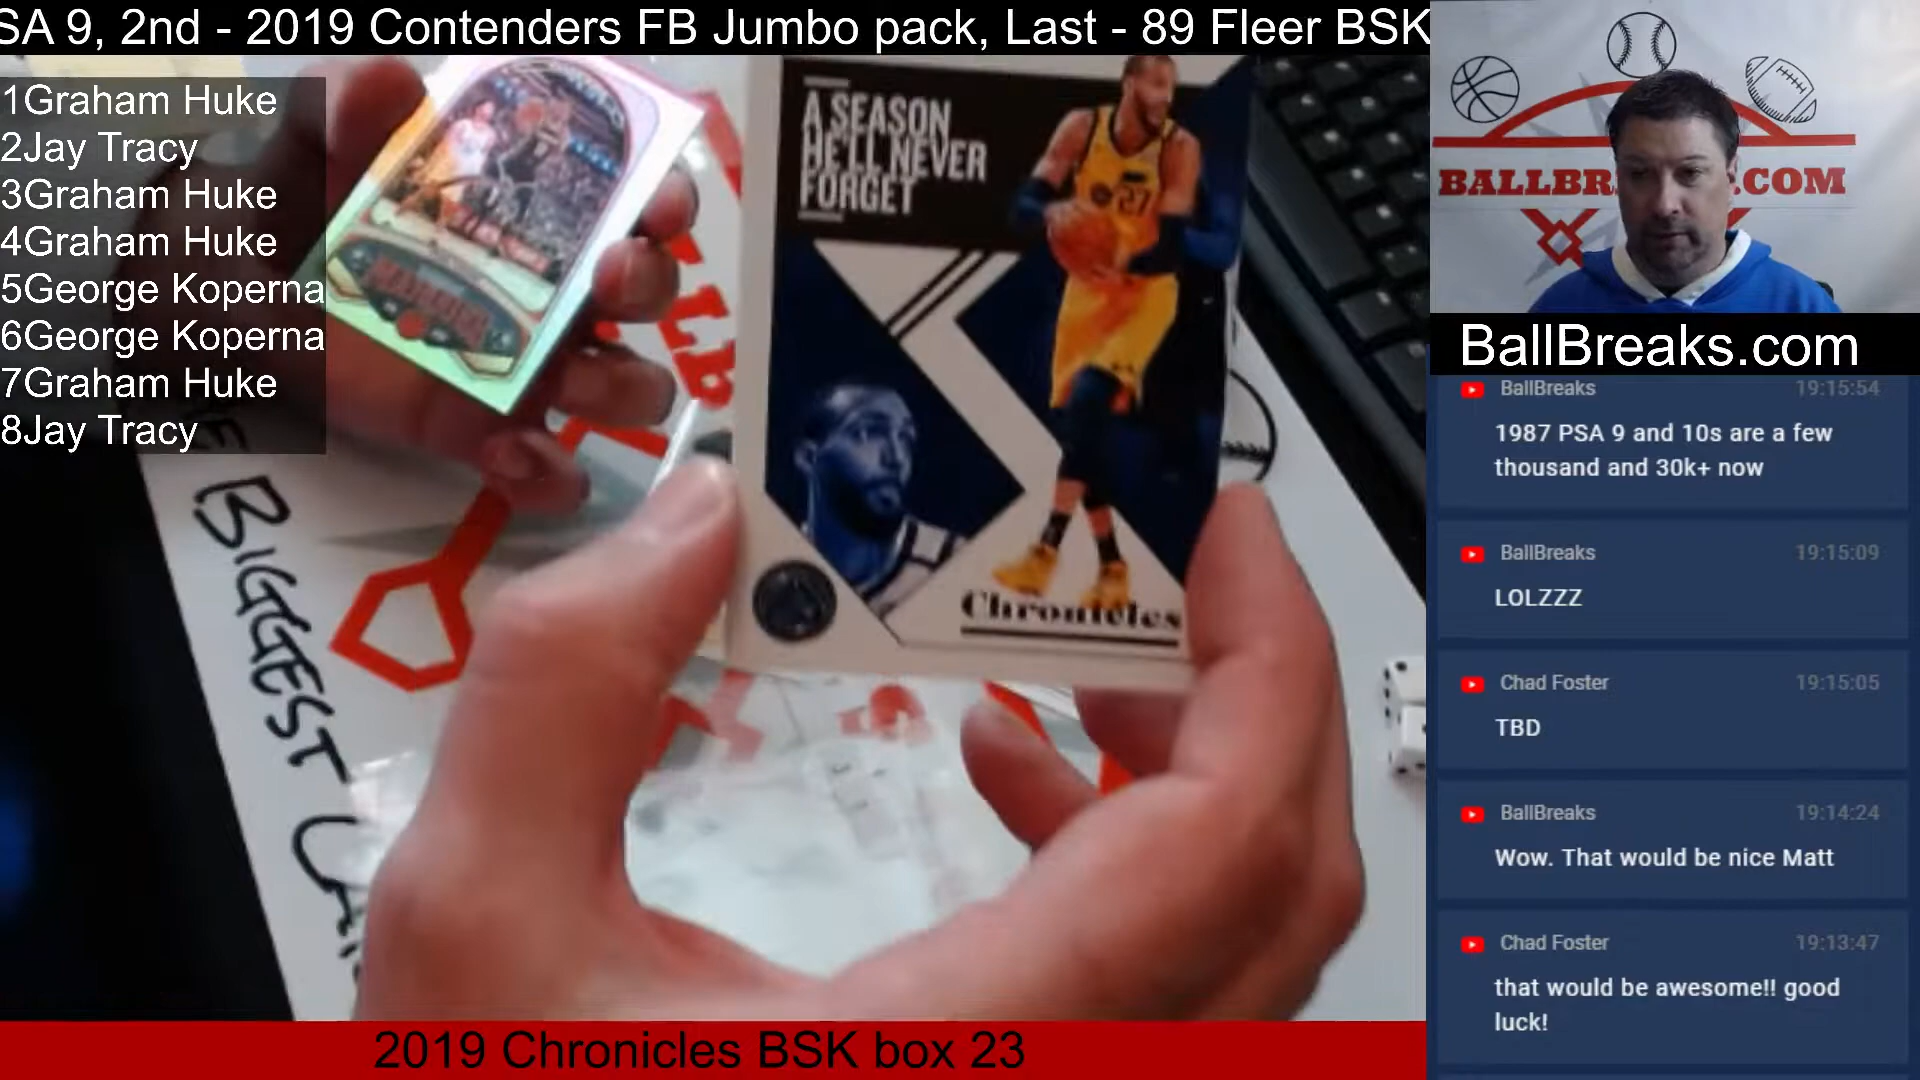 SA 9, 2nd - 2019 Contenders FB Jumbo pack, Last - 89 Fleer BSK
1Graham Huke
2Jay Tracy
3Graham Huke
4Graham Huke
5George Koperna
6George Koperna
7Graham Huke
8Jay Tracy
A SEASON
HE'LL NEVER
FORGET
27
Chronicles
BIGGEST
2019 Chronicles BSK box 23
BALLBR .COM
BallBreaks.com
BallBreaks 19:15:54
1987 PSA 9 and 10s are a few
thousand and 30k+ now
BallBreaks 19:15:09
LOLZZZ
Chad Foster 19:15:05
TBD
BallBreaks 19:14:24
Wow. That would be nice Matt
Chad Foster 19:13:47
that would be awesome!! good
luck!